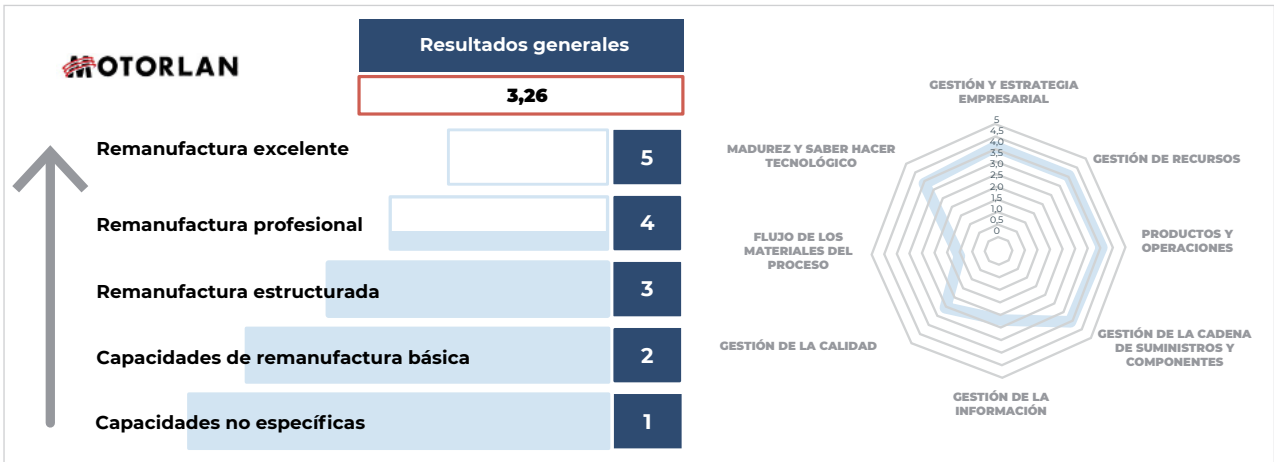 MOTORLAN
Resultados generales
3,26
Remanufactura excelente
5
Remanufactura profesional
4
Remanufactura estructurada
3
Capacidades de remanufactura básica
2
Capacidades no específicas
1
GESTIÓN Y ESTRATEGIA
EMPRESARIAL
GESTIÓN DE RECURSOS
PRODUCTOS Y
OPERACIONES
GESTIÓN DE LA CADENA
DE SUMINISTROS Y
COMPONENTES
GESTIÓN DE LA
INFORMACIÓN
GESTIÓN DE LA CALIDAD
FLUJO DE LOS
MATERIALES DEL
PROCESO
MADUREZ Y SABER HACER
TECNOLÓGICO
5
4,5
4,0
3,5
3,0
2,5
2,0
1,5
1,0
0,5
0